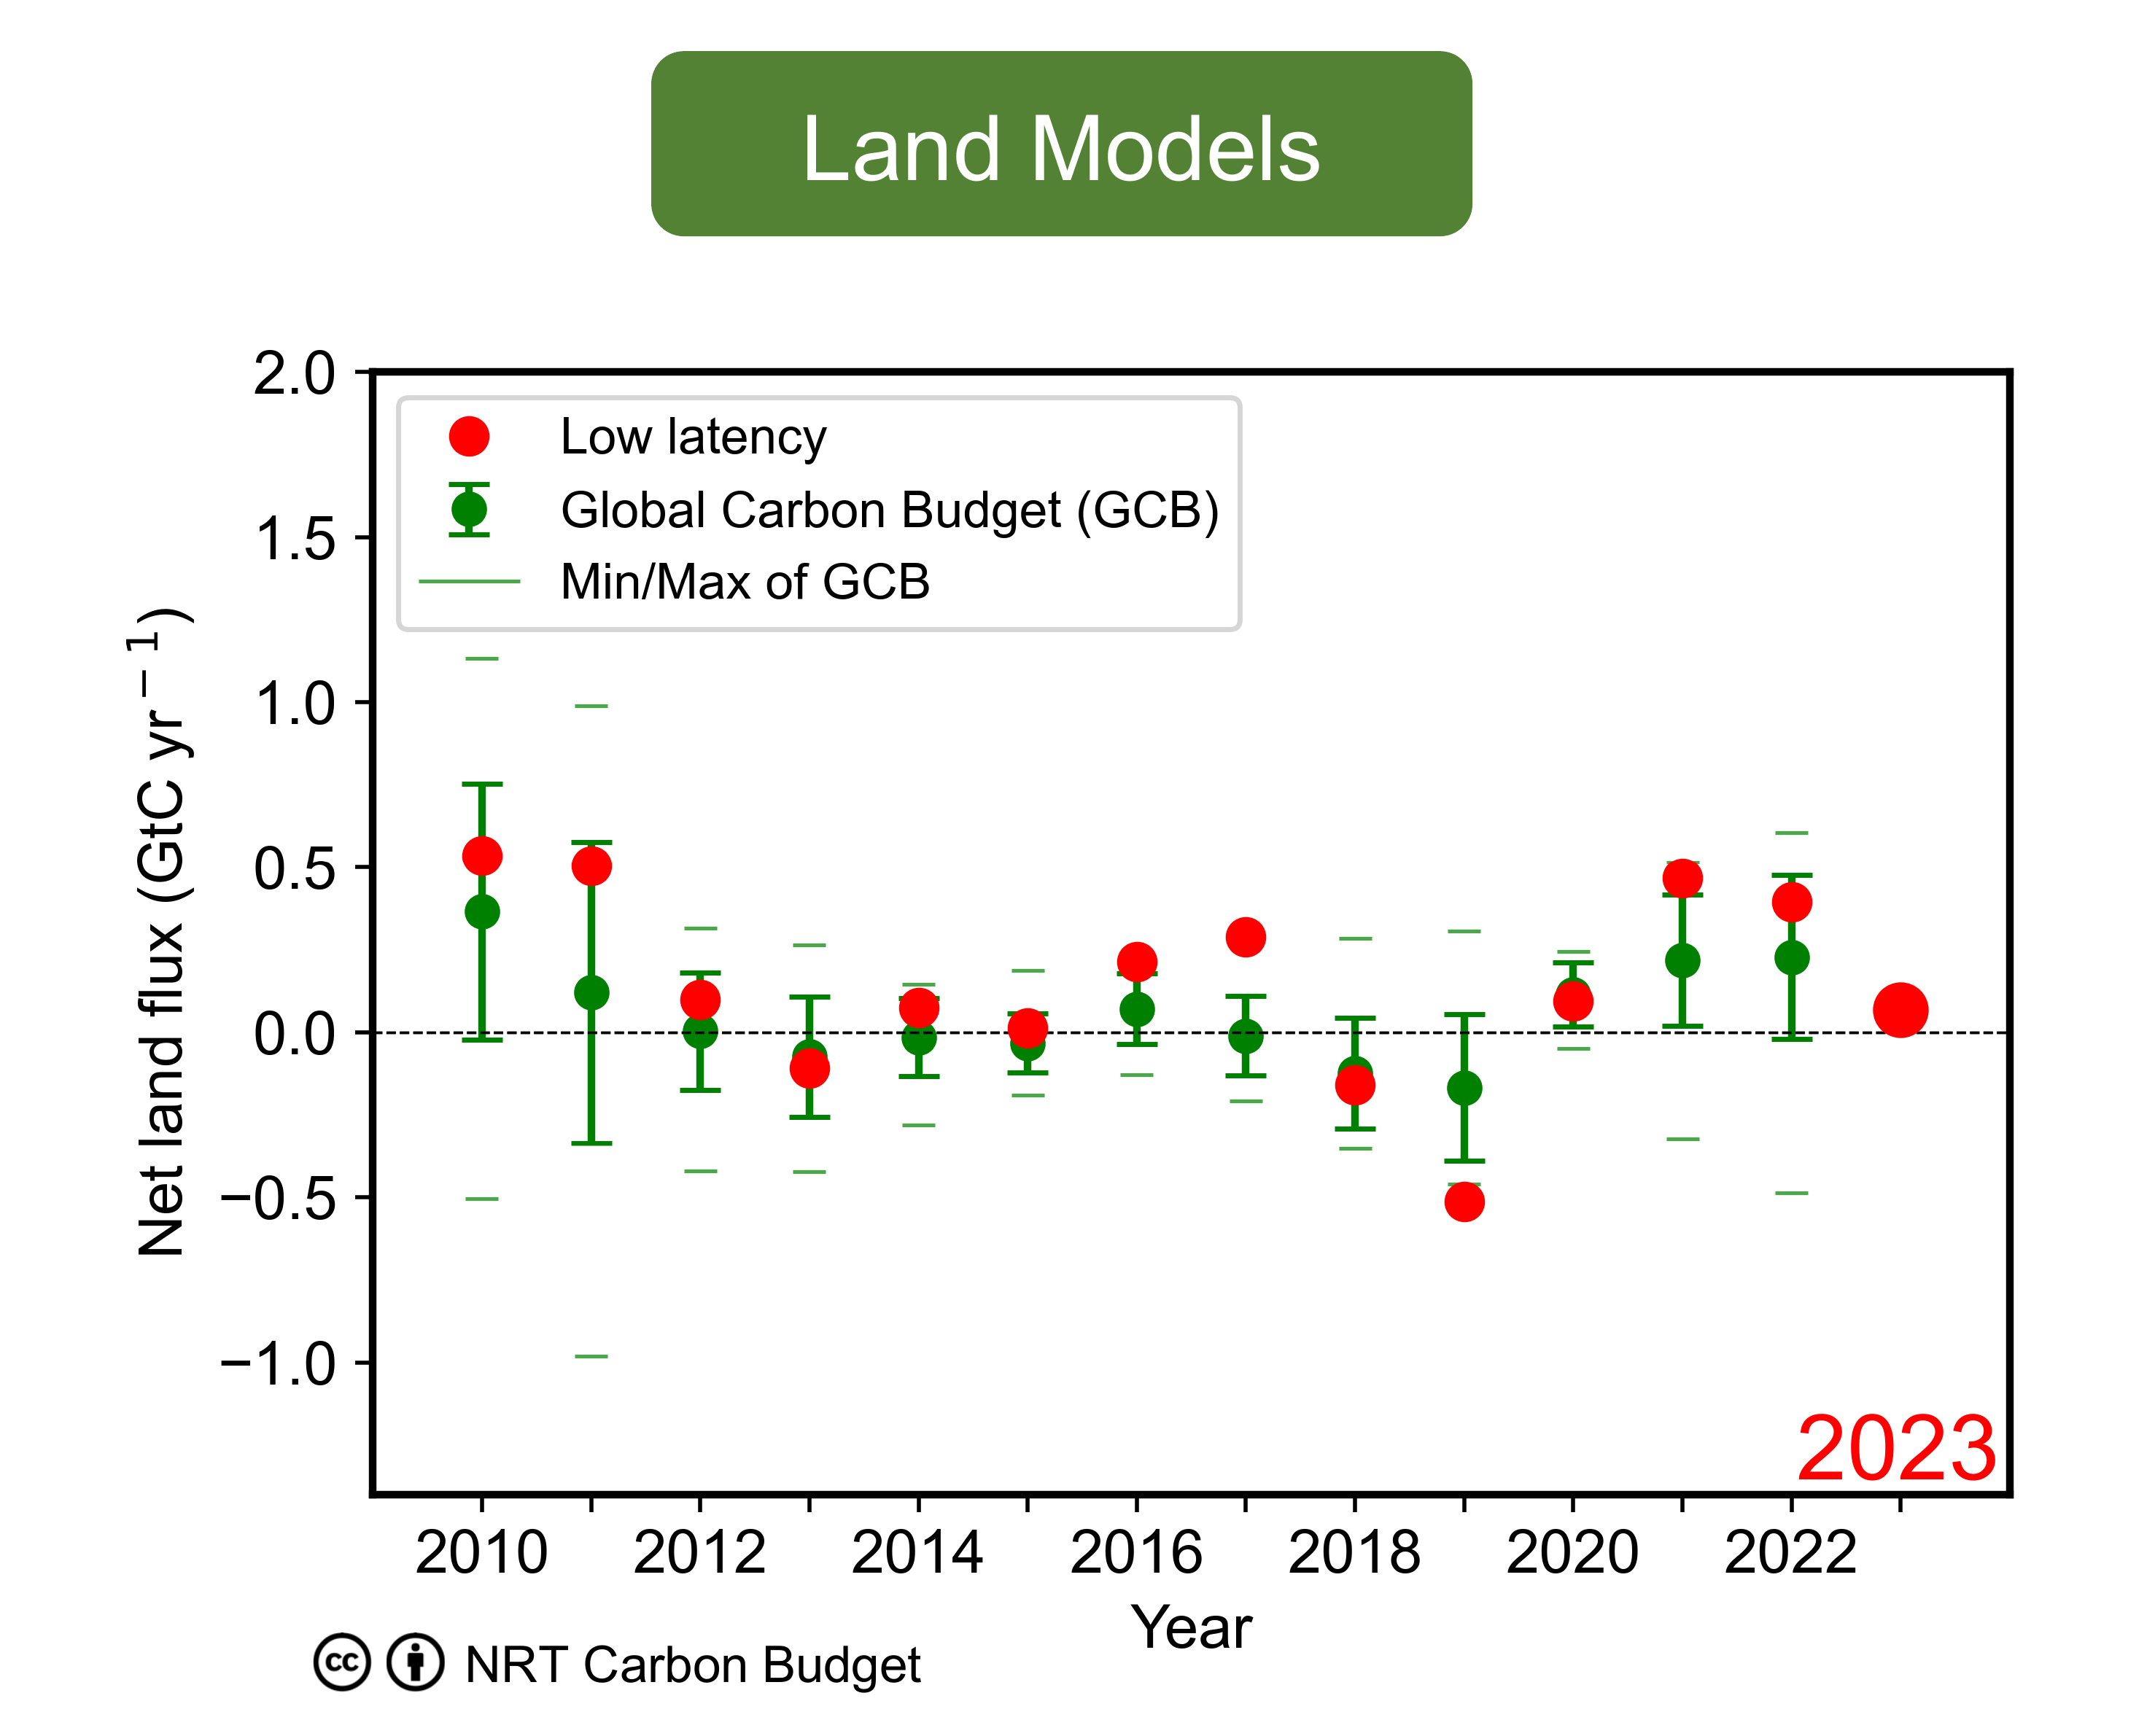 Land Models
2.0
1.5
1.0
0.5
0.0
−0.5
−1.0
Net land flux (GtC yr⁻¹)
Low latency
Global Carbon Budget (GCB)
Min/Max of GCB
2023
2010 2012 2014 2016 2018 2020 2022
Year
cc NRT Carbon Budget